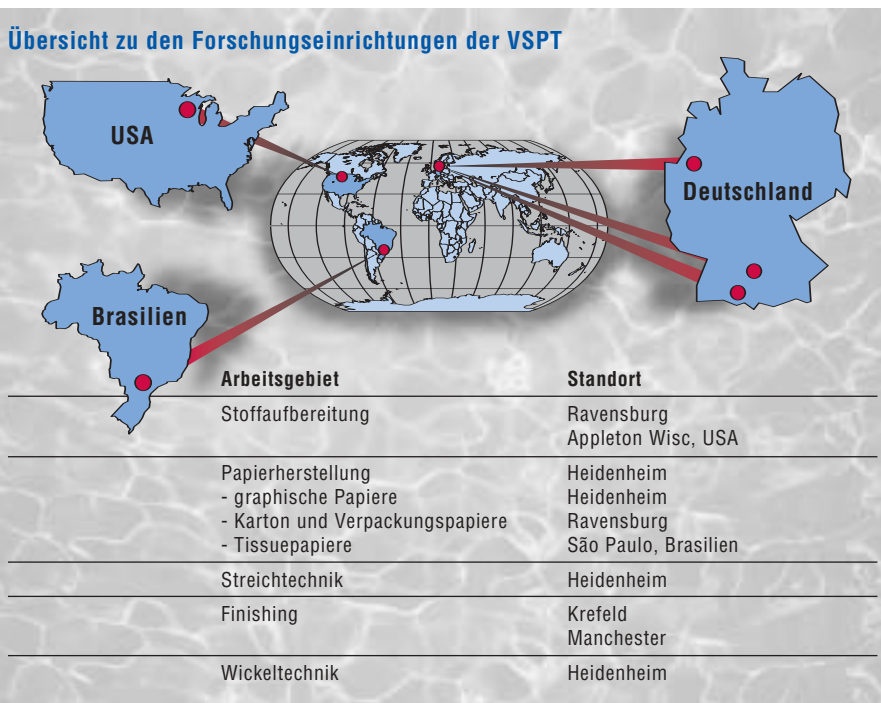 Übersicht zu den Forschungseinrichtungen der VSPT
USA
Deutschland
Brasilien
Arbeitsgebiet Standort
Stoffaufbereitung Ravensburg
Appleton Wisc, USA
Papierherstellung Heidenheim
- graphische Papiere Heidenheim
- Karton und Verpackungspapiere Ravensburg
- Tissuepapiere São Paulo, Brasilien
Streichtechnik Heidenheim
Finishing Krefeld
Manchester
Wickeltechnik Heidenheim